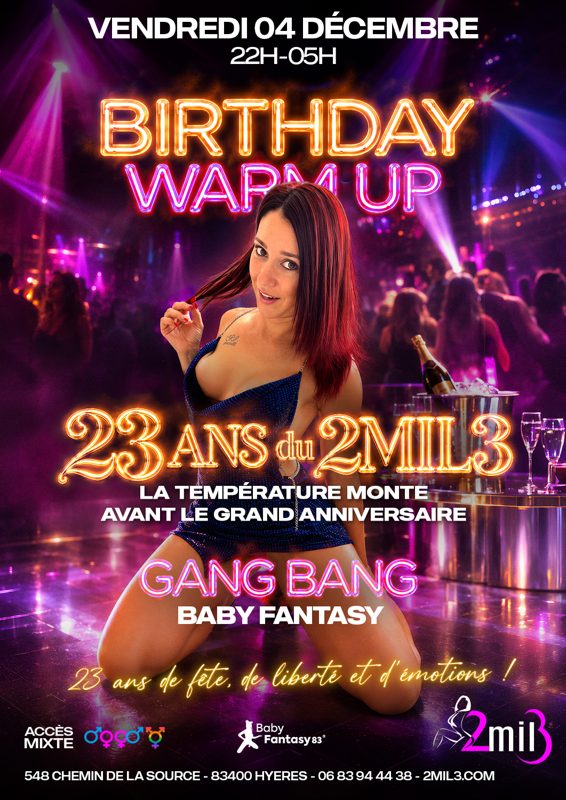 VENDREDI 04 DÉCEMBRE
22H-05H
BIRTHDAY
WARM UP
23 ANS du 2MIL3
LA TEMPÉRATURE MONTE
AVANT LE GRAND ANNIVERSAIRE
GANG BANG
BABY FANTASY
23 ans de fête, de liberté et d'émotions !
ACCÈS
MIXTE
Baby
Fantasy 83®
2mil3
548 CHEMIN DE LA SOURCE - 83400 HYERES - 06 83 94 44 38 - 2MIL3.COM